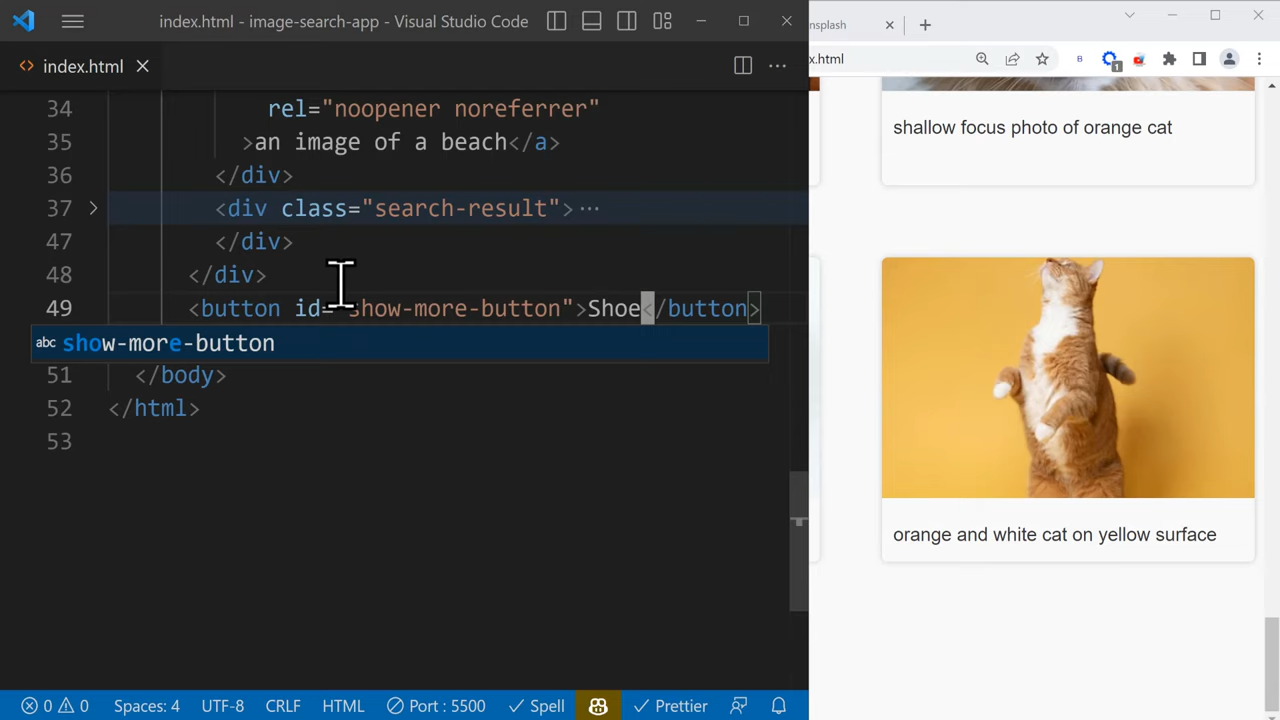 index.html - image-search-app - Visual Studio Code
index.html
34 rel="noopener noreferrer"
35 >an image of a beach</a>
36 </div>
37 <div class="search-result">···
47 </div>
48 </div>
49 <button id="show-more-button">Shoe</button>
abc show-more-button
51 </body>
52 </html>
53
0 0 Spaces: 4 UTF-8 CRLF HTML Port : 5500 Spell Prettier
nsplash
x.html
B
1
shallow focus photo of orange cat
orange and white cat on yellow surface